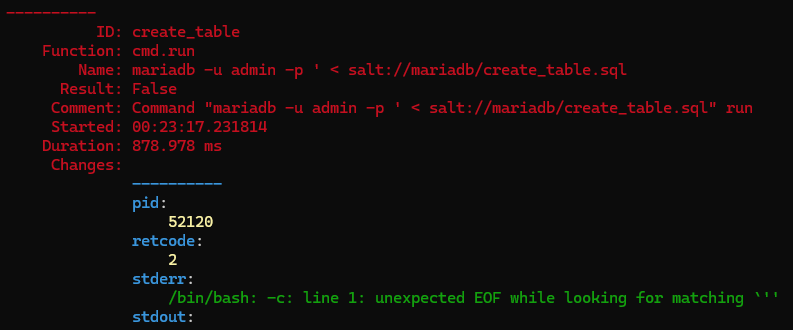 ----------
ID: create_table
Function: cmd.run
Name: mariadb -u admin -p ' < salt://mariadb/create_table.sql
Result: False
Comment: Command "mariadb -u admin -p ' < salt://mariadb/create_table.sql" run
Started: 00:23:17.231814
Duration: 878.978 ms
Changes:
----------
pid:
52120
retcode:
2
stderr:
/bin/bash: -c: line 1: unexpected EOF while looking for matching `''
stdout: